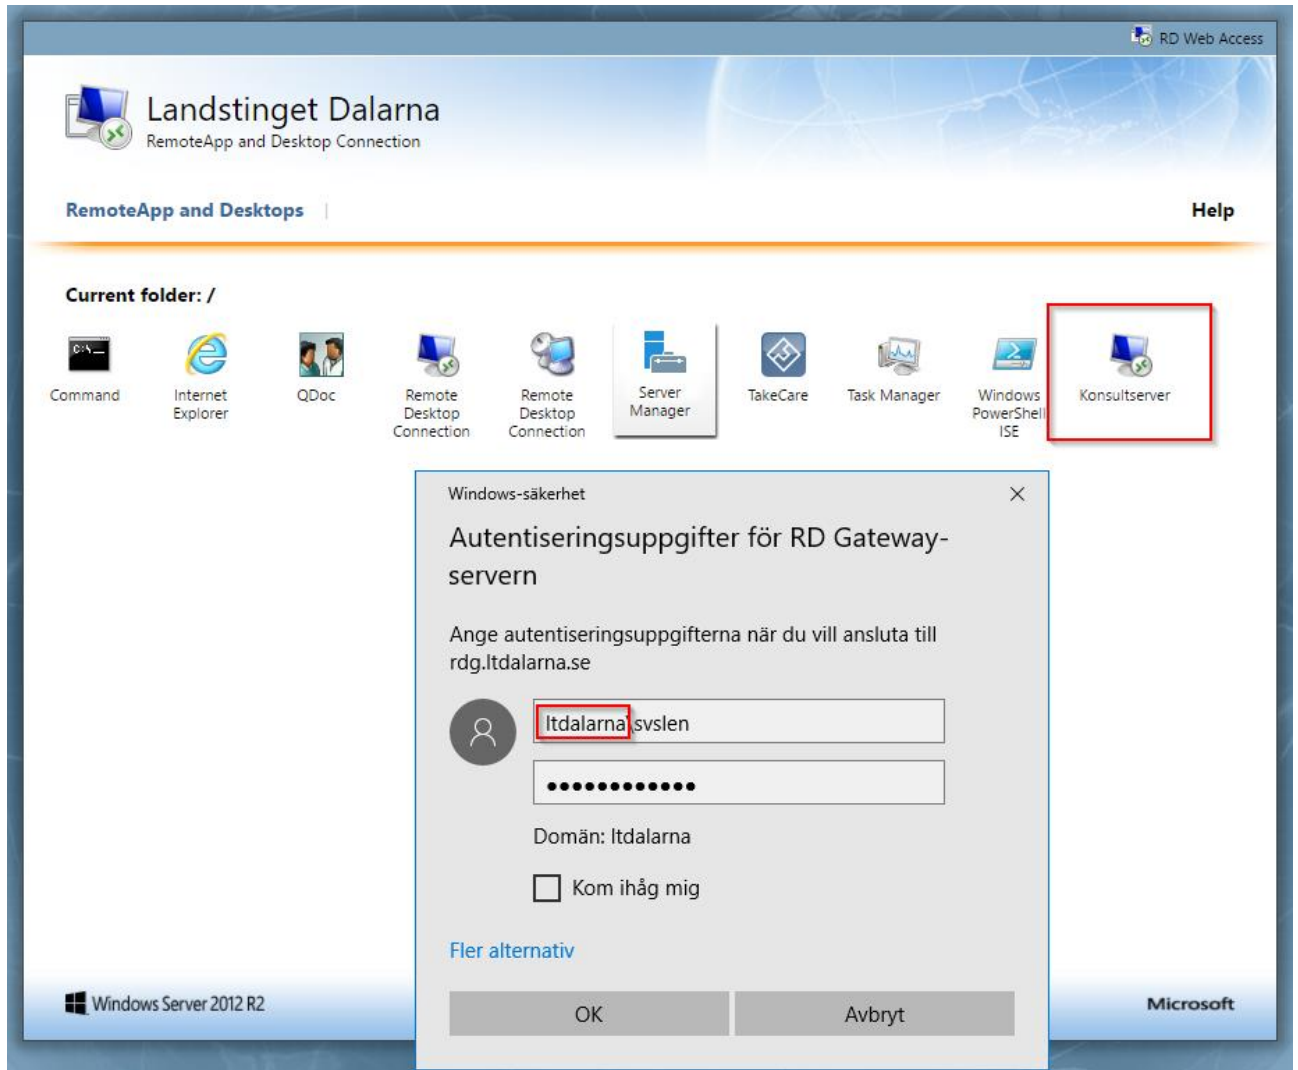 RD Web Access
Landstinget Dalarna
RemoteApp and Desktop Connection
RemoteApp and Desktops
Help
Current folder: /
C:\_
Command
Internet
Explorer
QDoc
Remote
Desktop
Connection
Remote
Desktop
Connection
Server
Manager
TakeCare
Task Manager
Windows
PowerShell
ISE
Konsultserver
Windows-säkerhet
Autentiseringsuppgifter för RD Gateway-
servern
Ange autentiseringsuppgifterna när du vill ansluta till
rdg.ltdalarna.se
ltdalarna\svslen
Domän: ltdalarna
Kom ihåg mig
Fler alternativ
OK
Avbryt
Windows Server 2012 R2
Microsoft